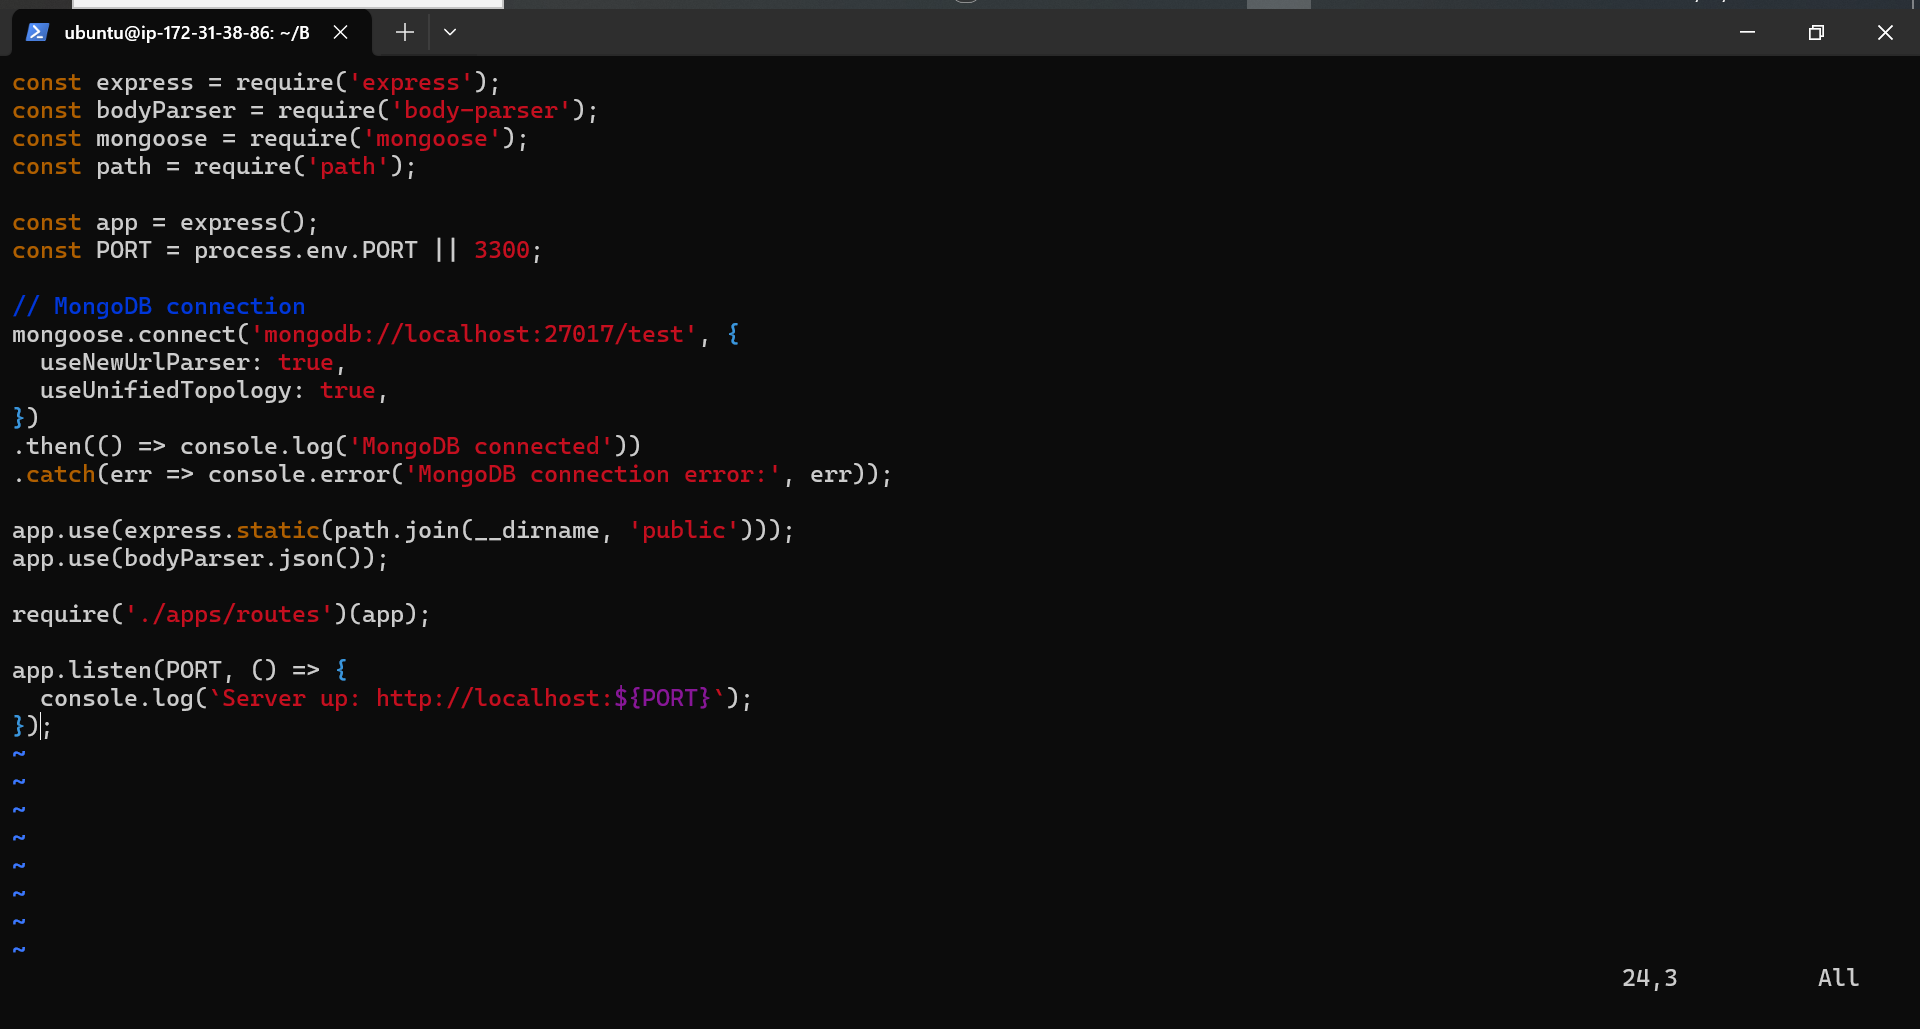 ubuntu@ip-172-31-38-86: ~/B
const express = require('express');
const bodyParser = require('body-parser');
const mongoose = require('mongoose');
const path = require('path');
const app = express();
const PORT = process.env.PORT || 3300;
// MongoDB connection
mongoose.connect('mongodb://localhost:27017/test', {
  useNewUrlParser: true,
  useUnifiedTopology: true,
})
.then(() => console.log('MongoDB connected'))
.catch(err => console.error('MongoDB connection error:', err));
app.use(express.static(path.join(__dirname, 'public')));
app.use(bodyParser.json());
require('./apps/routes')(app);
app.listen(PORT, () => {
  console.log(`Server up: http://localhost:${PORT}`);
});
~
~
~
~
~
~
~
~
24,3 All